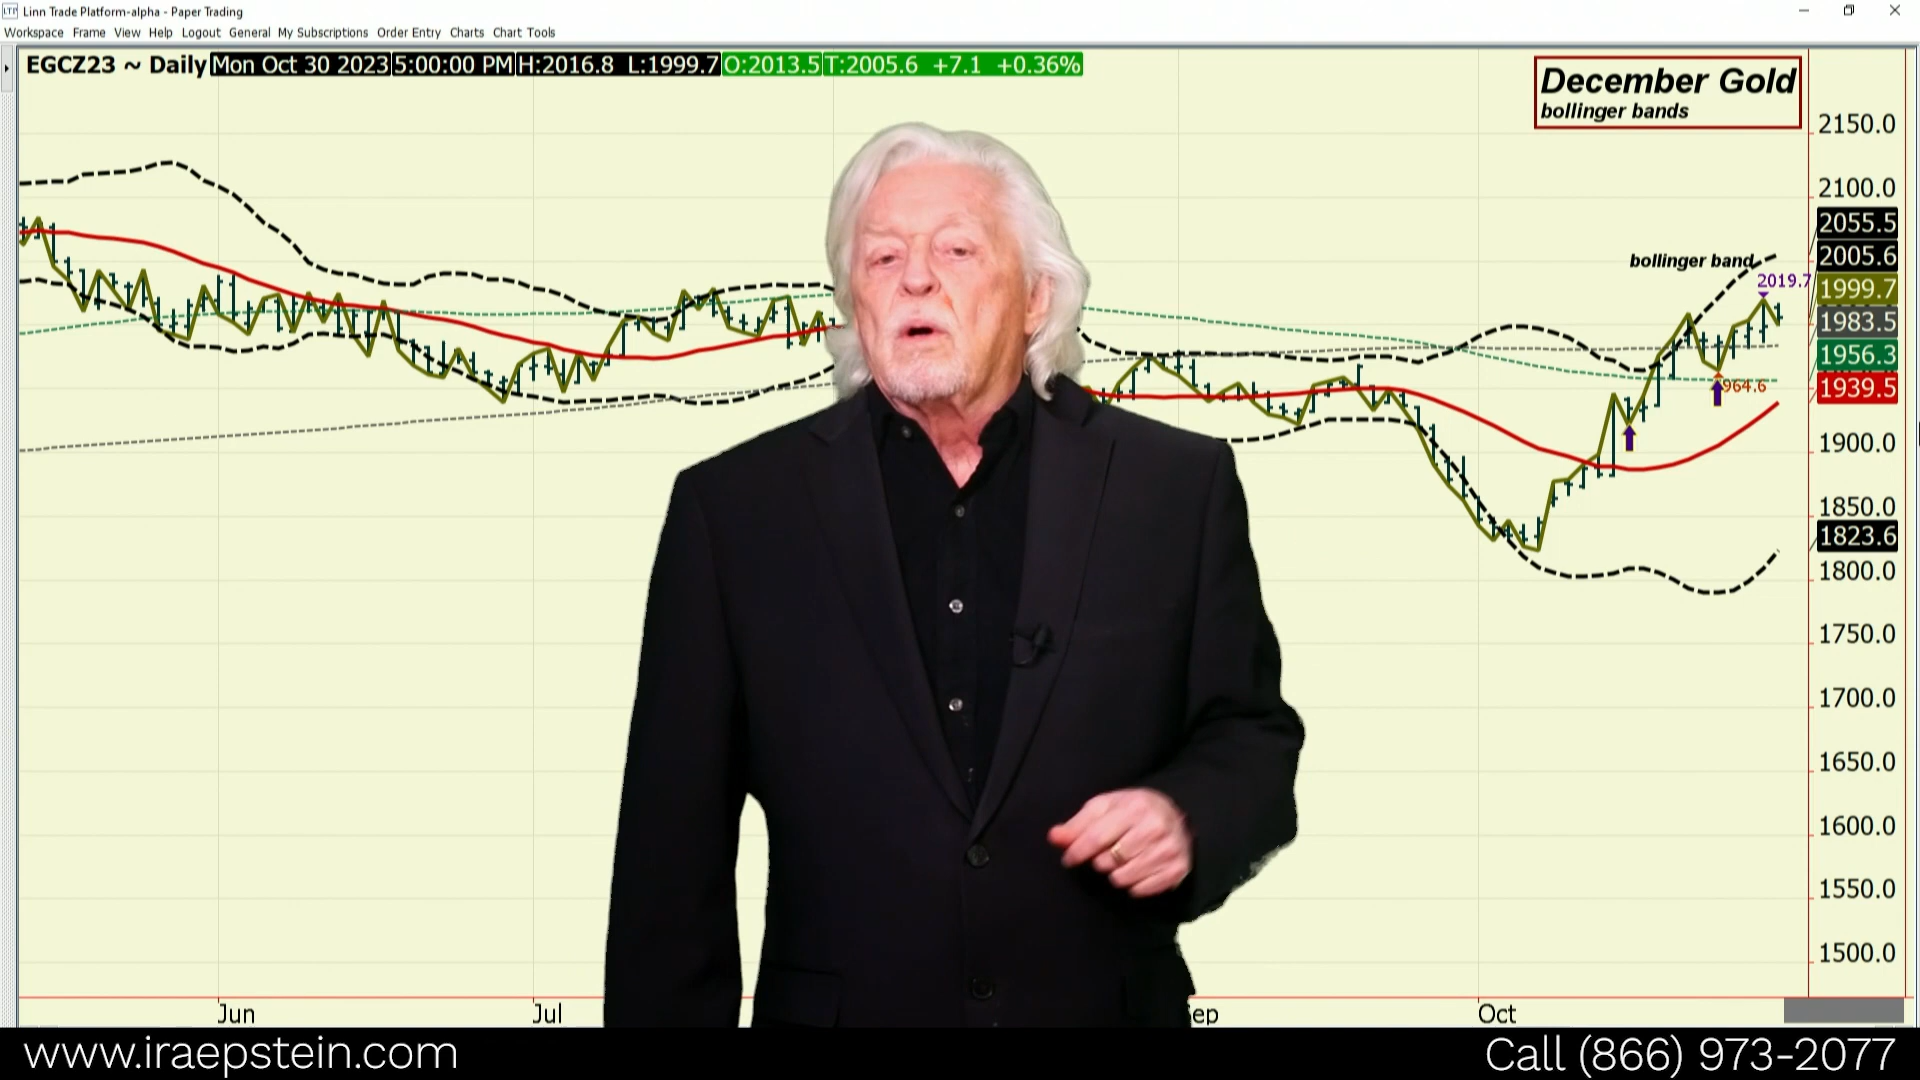 Linn Trade Platform-alpha - Paper Trading
Workspace Frame View Help Logout General My Subscriptions Order Entry Charts Chart Tools
EGCZ23 ~ Daily Mon Oct 30 2023 5:00:00 PM H:2016.8 L:1999.7 O:2013.5 T:2005.6 +7.1 +0.36%
December Gold
bollinger bands
2150.0
2100.0
2055.5
2005.6
bollinger band
2019.7
1999.7
1983.5
1956.3
964.6
1939.5
1900.0
1850.0
1823.6
1800.0
1750.0
1700.0
1650.0
1600.0
1550.0
1500.0
Jun Jul ep Oct
www.iraepstein.com
Call (866) 973-2077